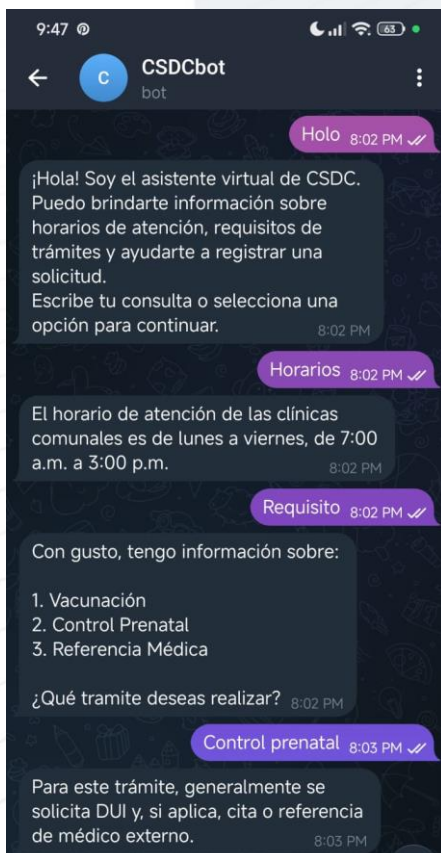 9:47
63
C
CSDCbot
bot
Holo 8:02 PM
¡Hola! Soy el asistente virtual de CSDC.
Puedo brindarte información sobre
horarios de atención, requisitos de
trámites y ayudarte a registrar una
solicitud.
Escribe tu consulta o selecciona una
opción para continuar. 8:02 PM
Horarios 8:02 PM
El horario de atención de las clínicas
comunales es de lunes a viernes, de 7:00
a.m. a 3:00 p.m. 8:02 PM
Requisito 8:02 PM
Con gusto, tengo información sobre:
1. Vacunación
2. Control Prenatal
3. Referencia Médica
¿Qué tramite deseas realizar? 8:02 PM
Control prenatal 8:03 PM
Para este trámite, generalmente se
solicita DUI y, si aplica, cita o referencia
de médico externo. 8:03 PM